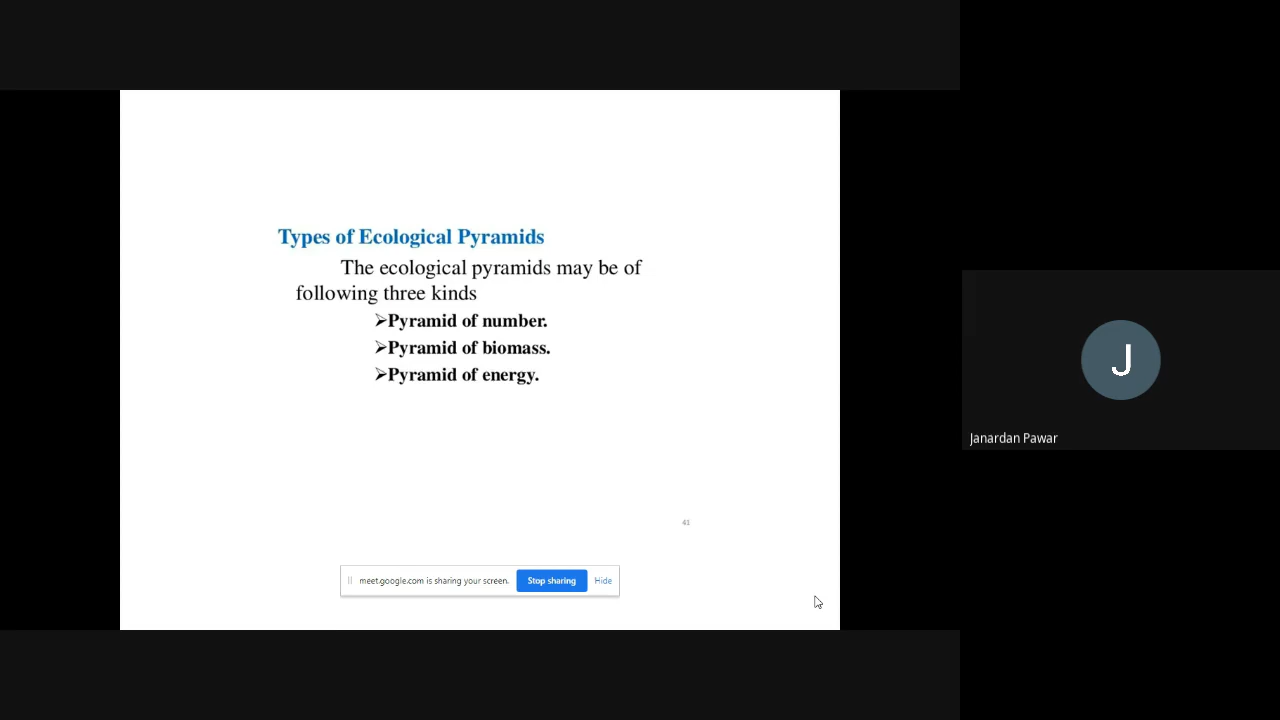 Types of Ecological Pyramids
The ecological pyramids may be of
following three kinds
➢Pyramid of number.
➢Pyramid of biomass.
➢Pyramid of energy.
41
meet.google.com is sharing your screen. Stop sharing Hide
J
Janardan Pawar